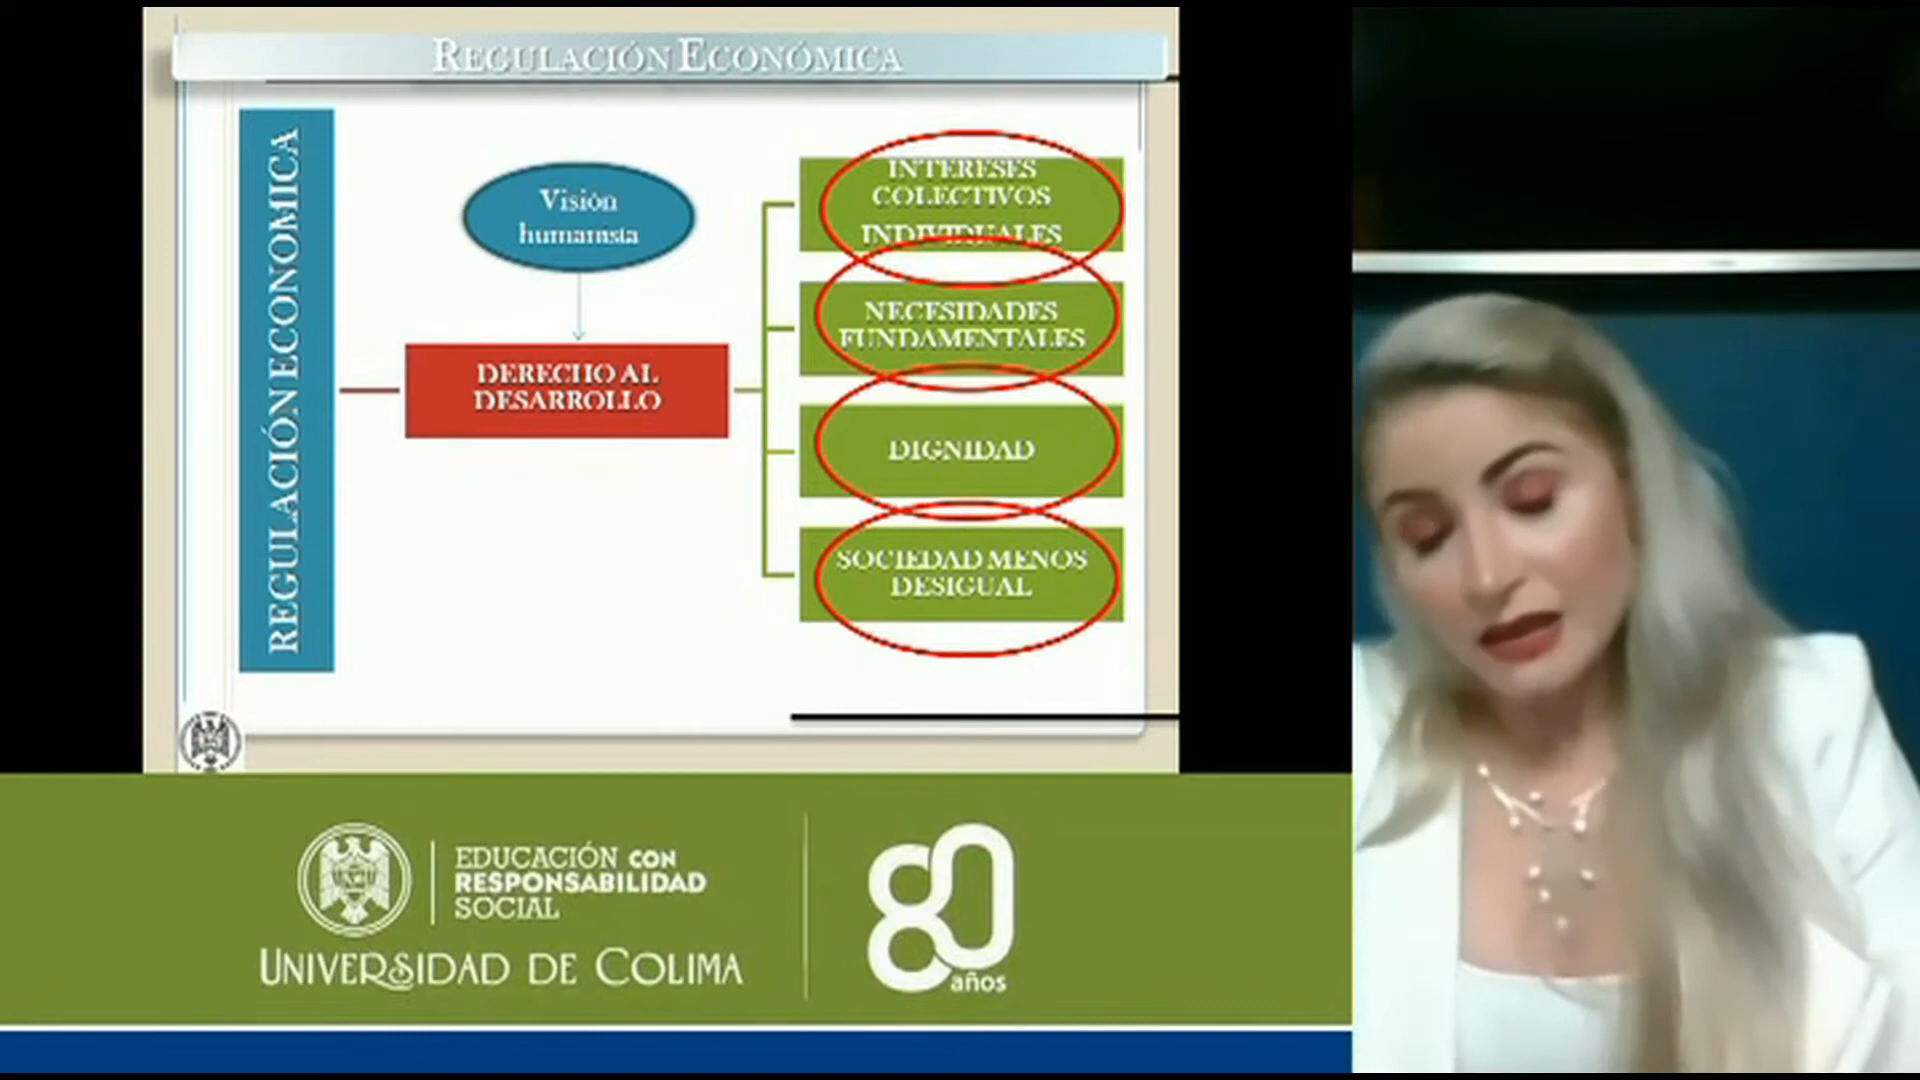 REGULACIÓN ECONÓMICA
REGULACIÓN ECONOMICA
Visión
humanista
DERECHO AL
DESARROLLO
INTERESES
COLECTIVOS
INDIVIDUALES
NECESIDADES
FUNDAMENTALES
DIGNIDAD
SOCIEDAD MENOS
DESIGUAL
EDUCACIÓN CON
RESPONSABILIDAD
SOCIAL
UNIVERSIDAD DE COLIMA
80
años